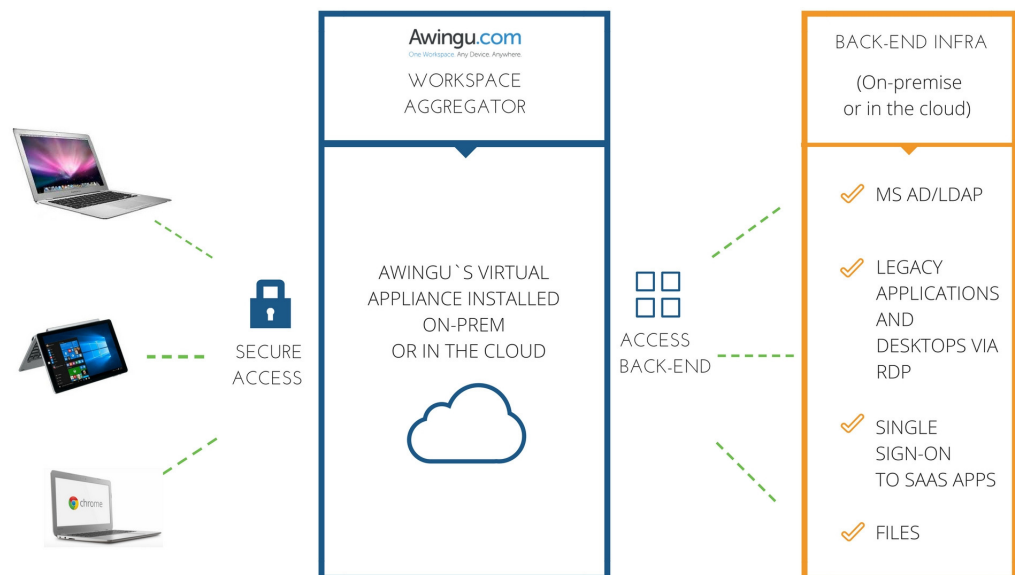 Awingu.com
One Workspace. Any Device. Anywhere.
WORKSPACE
AGGREGATOR
BACK-END INFRA
(On-premise
or in the cloud)
chrome
SECURE
ACCESS
AWINGU`S VIRTUAL
APPLIANCE INSTALLED
ON-PREM
OR IN THE CLOUD
ACCESS
BACK-END
MS AD/LDAP
LEGACY
APPLICATIONS
AND
DESKTOPS VIA
RDP
SINGLE
SIGN-ON
TO SAAS APPS
FILES